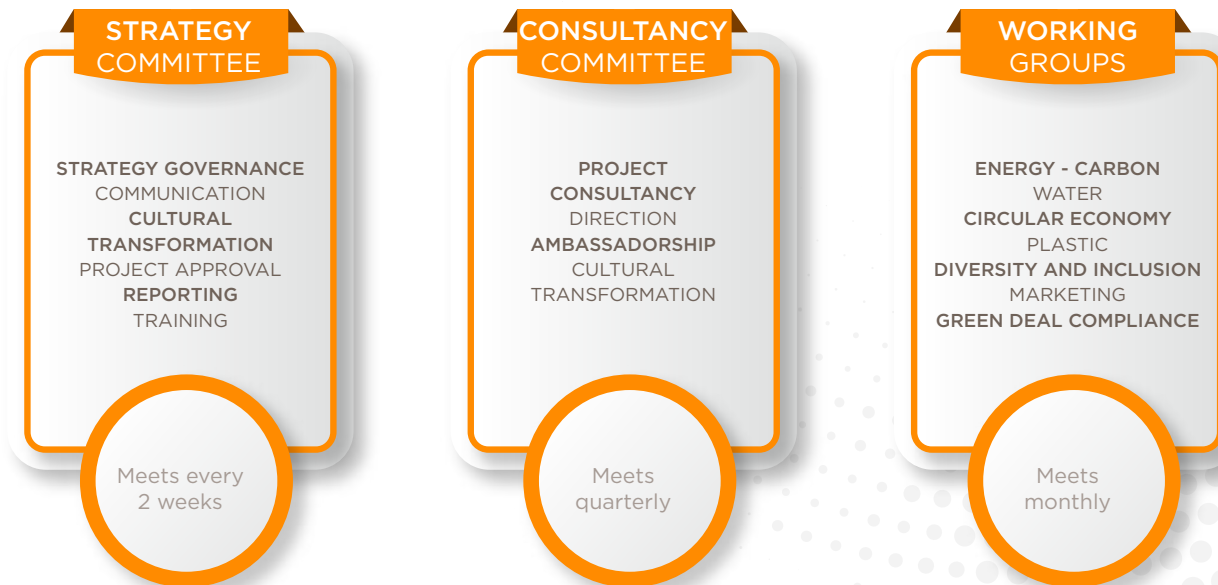 STRATEGY
COMMITTEE
STRATEGY GOVERNANCE
COMMUNICATION
CULTURAL
TRANSFORMATION
PROJECT APPROVAL
REPORTING
TRAINING
Meets every
2 weeks
CONSULTANCY
COMMITTEE
PROJECT
CONSULTANCY
DIRECTION
AMBASSADORSHIP
CULTURAL
TRANSFORMATION
Meets
quarterly
WORKING
GROUPS
ENERGY - CARBON
WATER
CIRCULAR ECONOMY
PLASTIC
DIVERSITY AND INCLUSION
MARKETING
GREEN DEAL COMPLIANCE
Meets
monthly